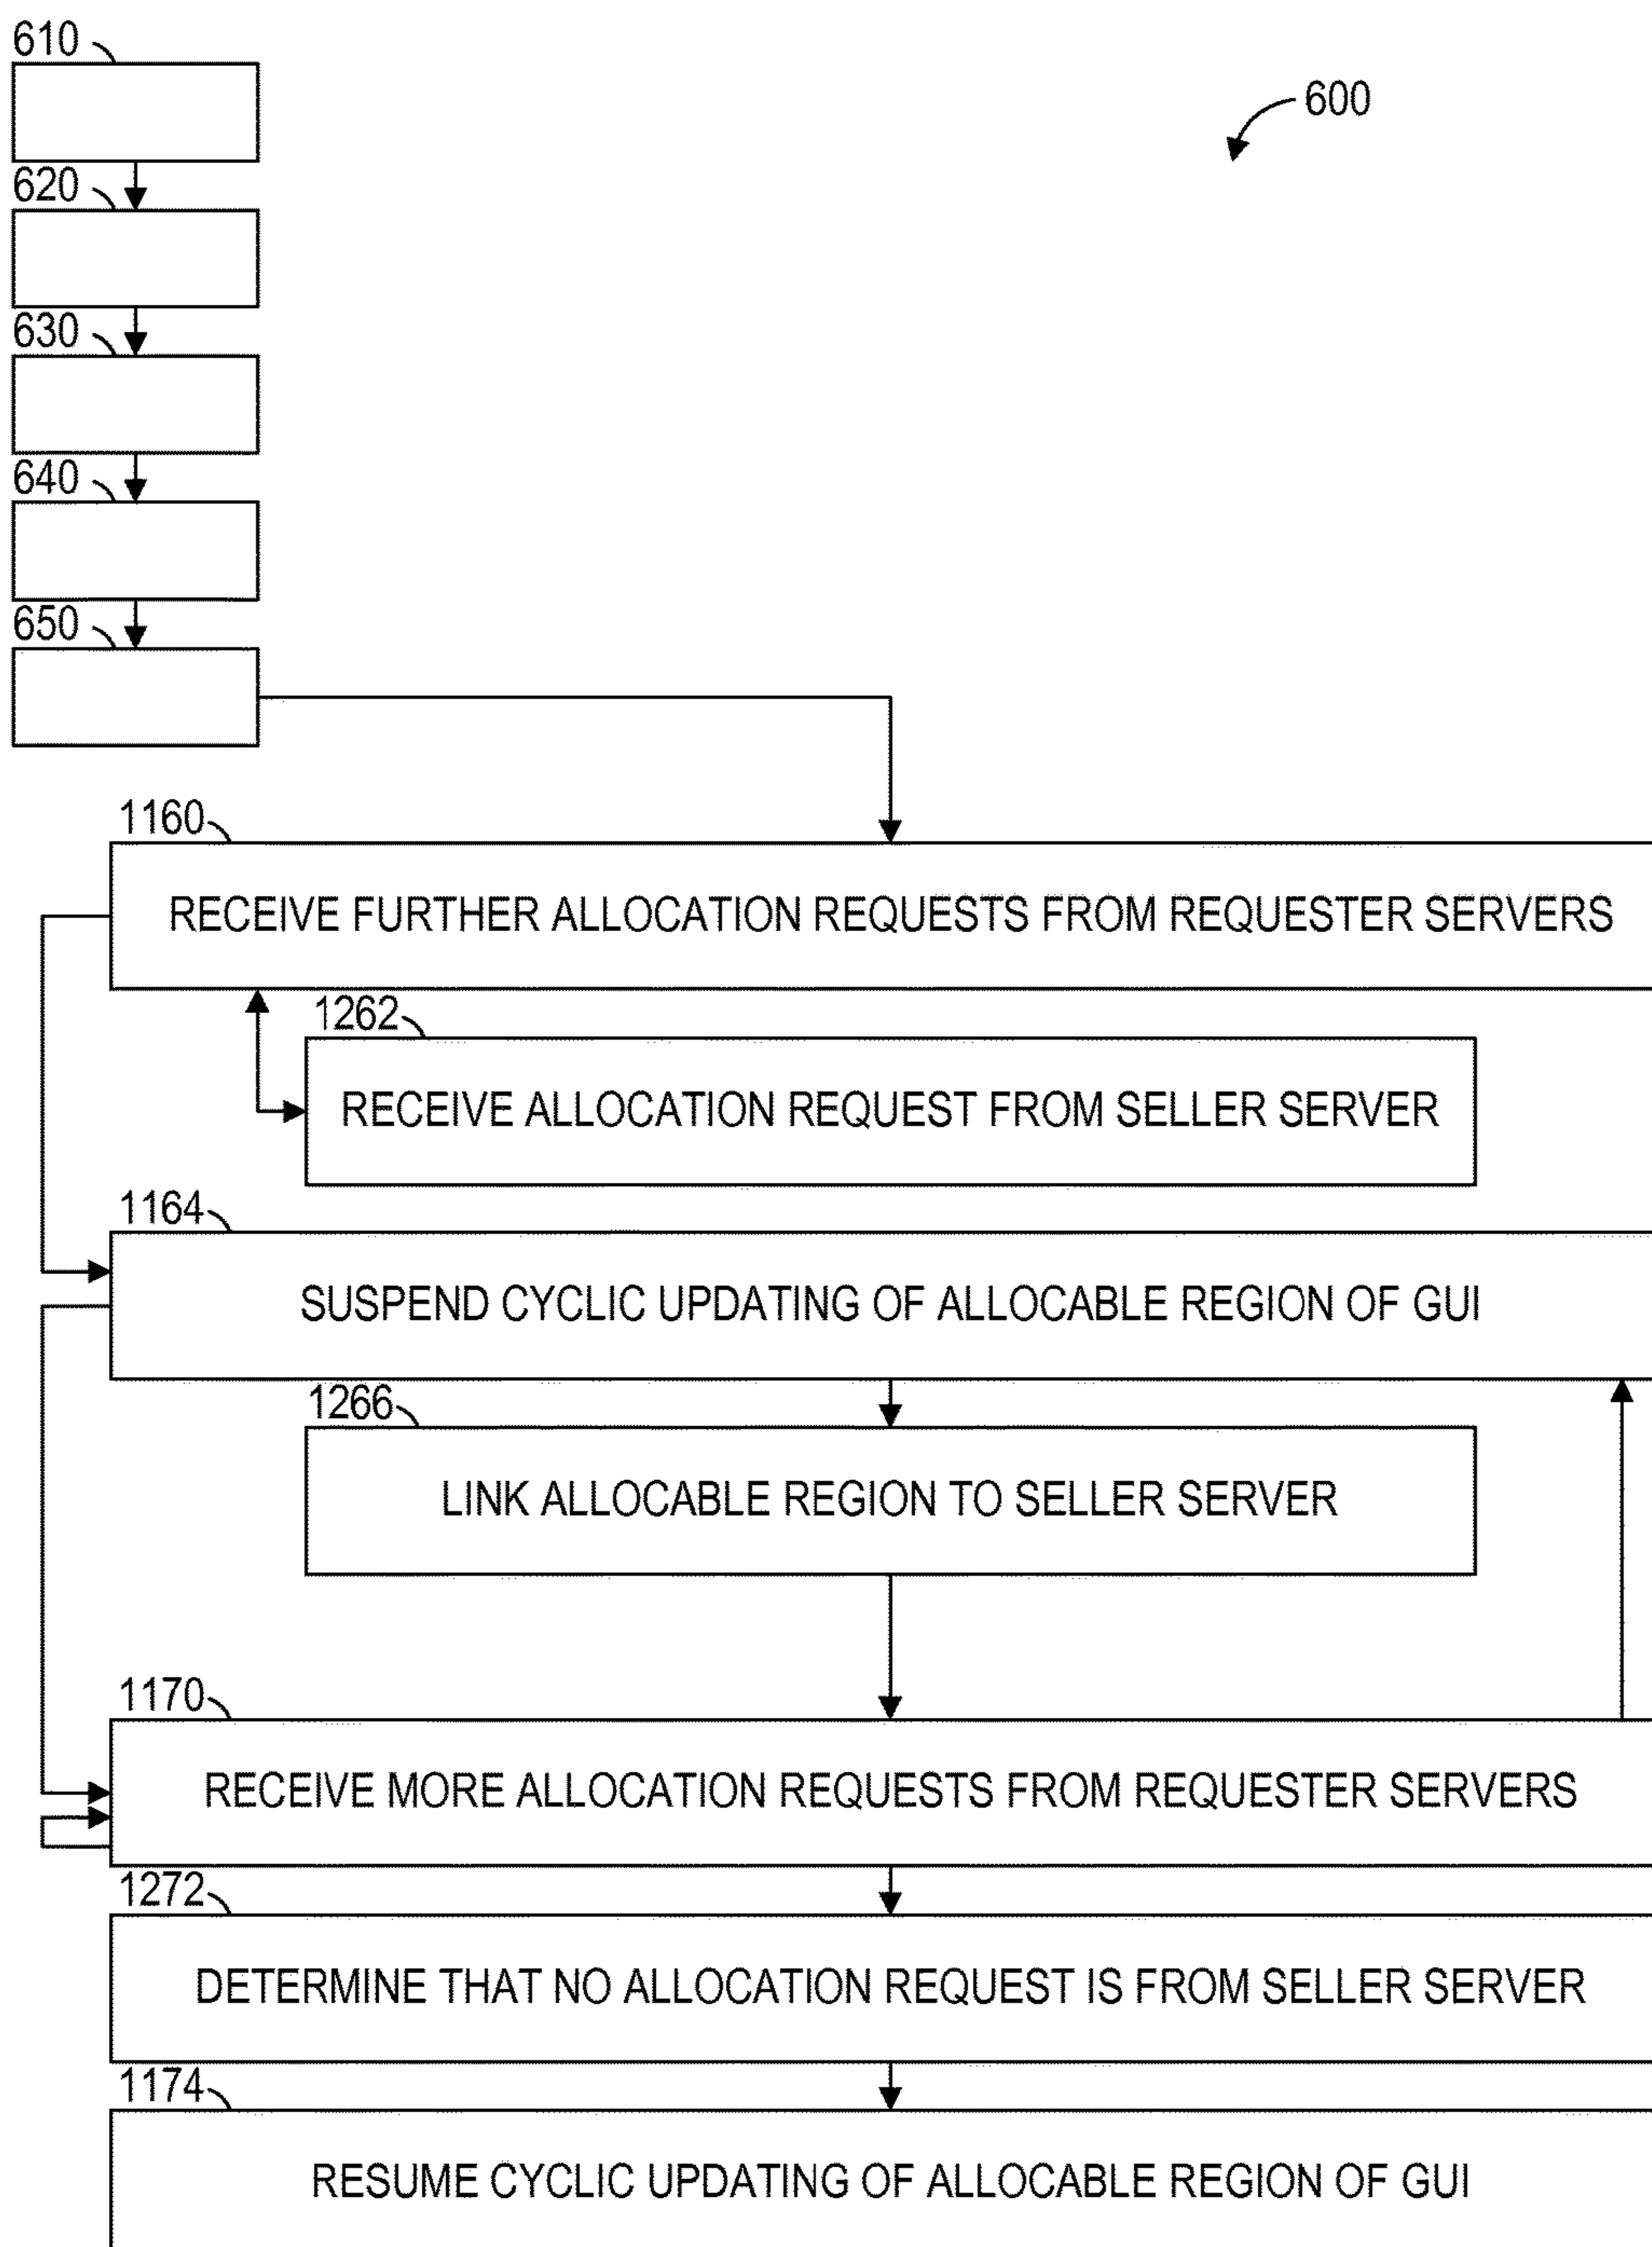 610
600
620
630
640
650
1160
RECEIVE FURTHER ALLOCATION REQUESTS FROM REQUESTER SERVERS
1262
RECEIVE ALLOCATION REQUEST FROM SELLER SERVER
1164
SUSPEND CYCLIC UPDATING OF ALLOCABLE REGION OF GUI
1266
LINK ALLOCABLE REGION TO SELLER SERVER
1170
RECEIVE MORE ALLOCATION REQUESTS FROM REQUESTER SERVERS
1272
DETERMINE THAT NO ALLOCATION REQUEST IS FROM SELLER SERVER
1174
RESUME CYCLIC UPDATING OF ALLOCABLE REGION OF GUI